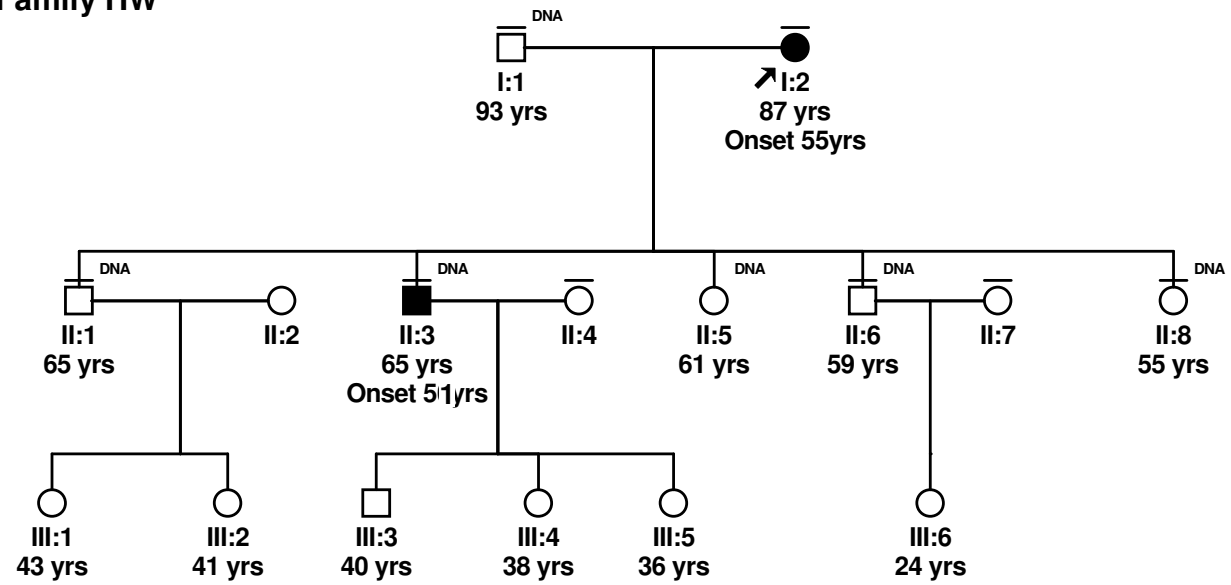 Family HW
DNA
I:1
93 yrs
I:2
87 yrs
Onset 55yrs
DNA
II:1
65 yrs
II:2
DNA
II:3
65 yrs
II:4
DNA
II:5
61 yrs
DNA
II:6
59 yrs
II:7
DNA
II:8
55 yrs
III:1
43 yrs
III:2
41 yrs
III:3
40 yrs
III:4
38 yrs
III:5
36 yrs
III:6
24 yrs